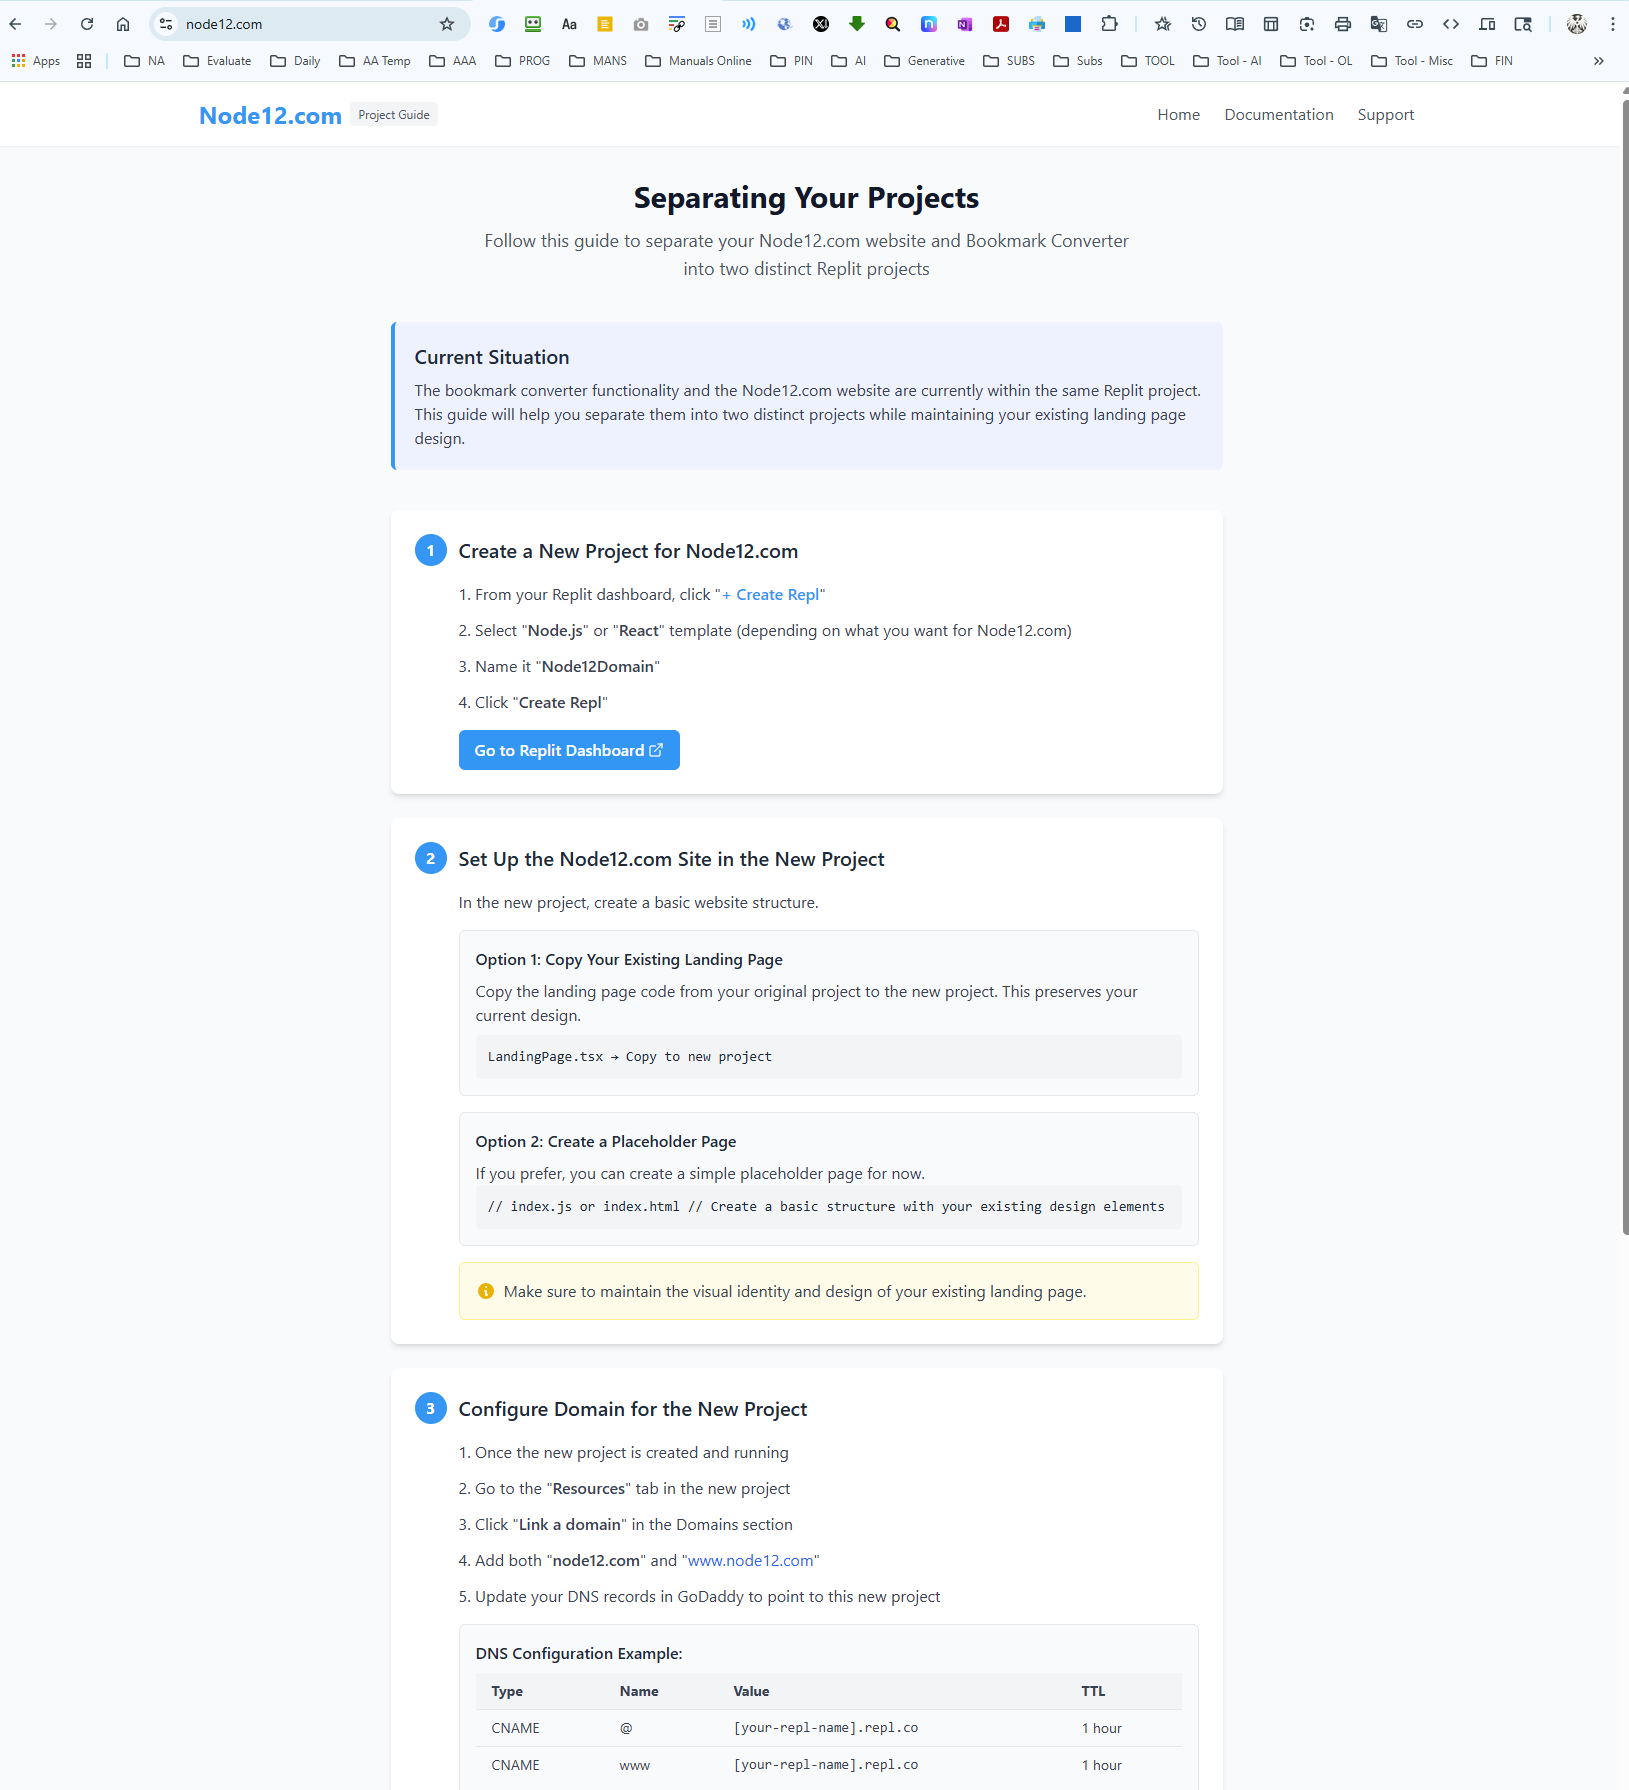 node12.com
Aa
Apps
NA
Evaluate
Daily
AA Temp
AAA
PROG
MANS
Manuals Online
PIN
AI
Generative
SUBS
Subs
TOOL
Tool - AI
Tool - OL
Tool - Misc
FIN
»
Node12.com
Project Guide
Home
Documentation
Support
Separating Your Projects
Follow this guide to separate your Node12.com website and Bookmark Converter
into two distinct Replit projects
Current Situation
The bookmark converter functionality and the Node12.com website are currently within the same Replit project.
This guide will help you separate them into two distinct projects while maintaining your existing landing page
design.
1
Create a New Project for Node12.com
1. From your Replit dashboard, click "+ Create Repl"
2. Select "Node.js" or "React" template (depending on what you want for Node12.com)
3. Name it "Node12Domain"
4. Click "Create Repl"
Go to Replit Dashboard
2
Set Up the Node12.com Site in the New Project
In the new project, create a basic website structure.
Option 1: Copy Your Existing Landing Page
Copy the landing page code from your original project to the new project. This preserves your
current design.
LandingPage.tsx → Copy to new project
Option 2: Create a Placeholder Page
If you prefer, you can create a simple placeholder page for now.
// index.js or index.html // Create a basic structure with your existing design elements
Make sure to maintain the visual identity and design of your existing landing page.
3
Configure Domain for the New Project
1. Once the new project is created and running
2. Go to the "Resources" tab in the new project
3. Click "Link a domain" in the Domains section
4. Add both "node12.com" and "www.node12.com"
5. Update your DNS records in GoDaddy to point to this new project
DNS Configuration Example:
Type Name Value TTL
CNAME @ [your-repl-name].repl.co 1 hour
CNAME www [your-repl-name].repl.co 1 hour